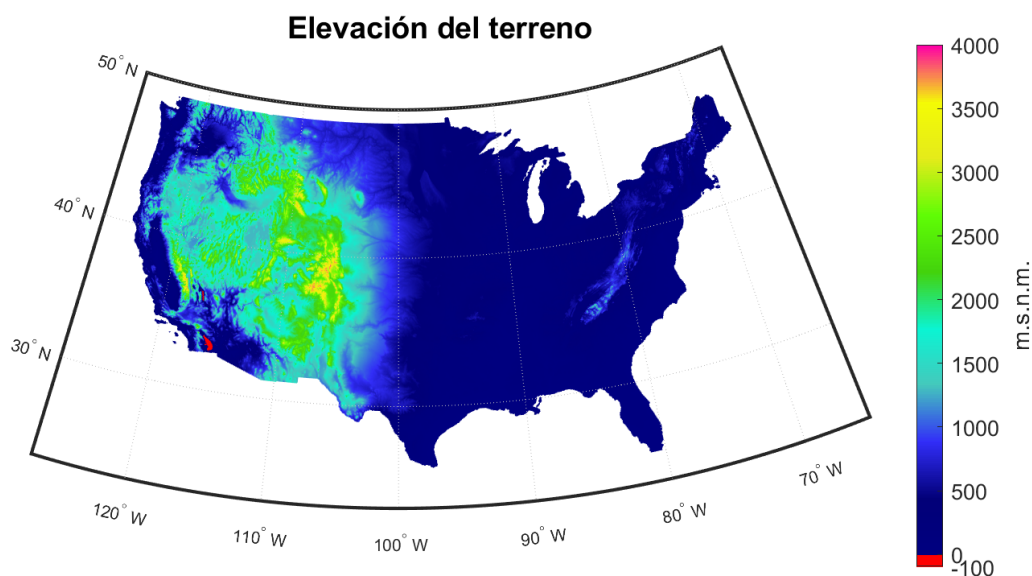 Elevación del terreno
50° N
40° N
30° N
120° W
110° W
100° W
90° W
80° W
70° W
4000
3500
3000
2500
2000
1500
1000
500
0
-100
m.s.n.m.